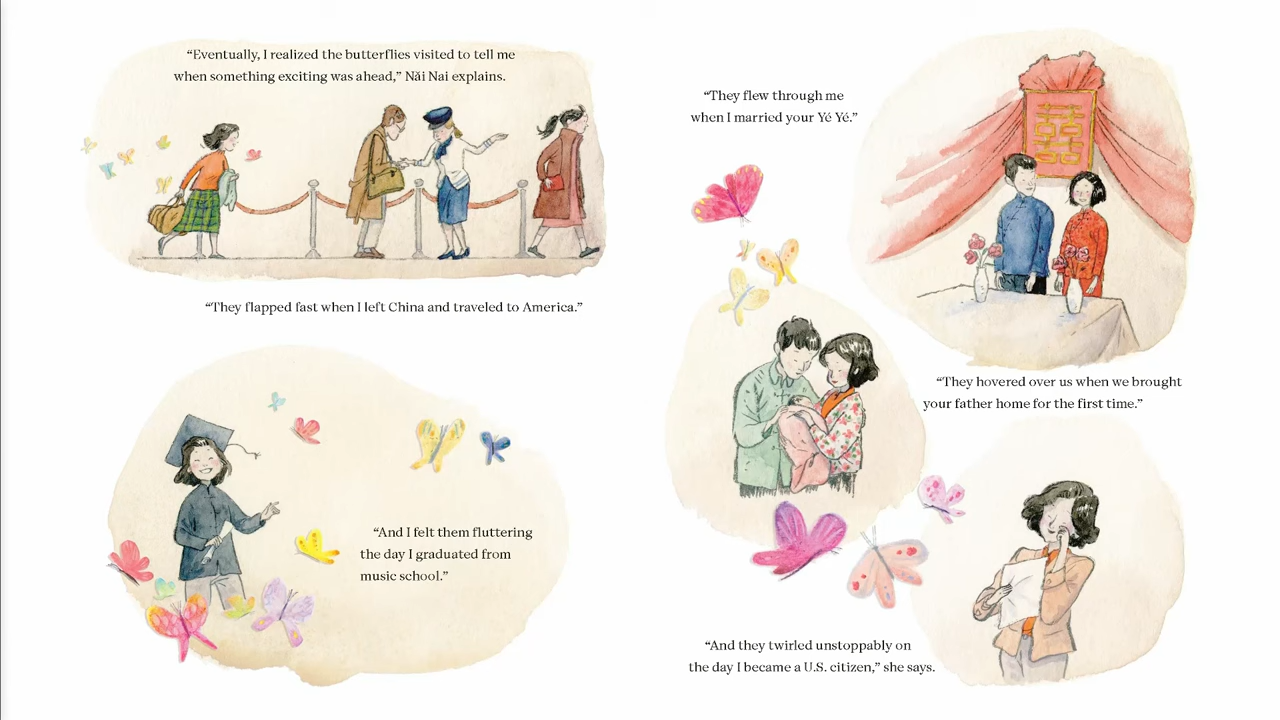 “Eventually, I realized the butterflies visited to tell me
when something exciting was ahead,” Năi Nai explains.
“They flapped fast when I left China and traveled to America.”
“And I felt them fluttering
the day I graduated from
music school.”
“They flew through me
when I married your Yé Yé.”
囍
“They hovered over us when we brought
your father home for the first time.”
“And they twirled unstoppably on
the day I became a U.S. citizen,” she says.